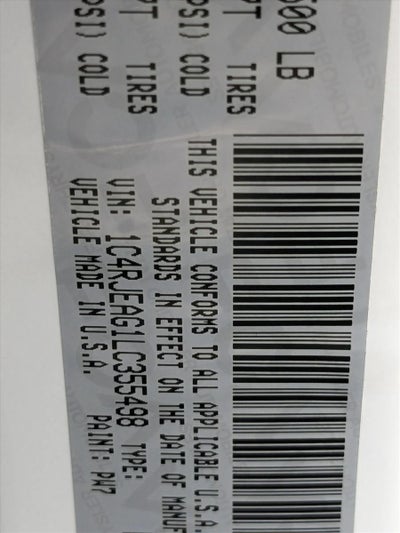 500 LB
PT TIRES
PSI) COLD
PT TIRES
PSI) COLD
THIS VEHICLE CONFORMS TO ALL APPLICABLE U.S.A.
STANDARDS IN EFFECT ON THE DATE OF MANUF
VIN: 1C4RJEAG1LC355498 TYPE:
VEHICLE MADE IN U.S.A. PAINT: PW7